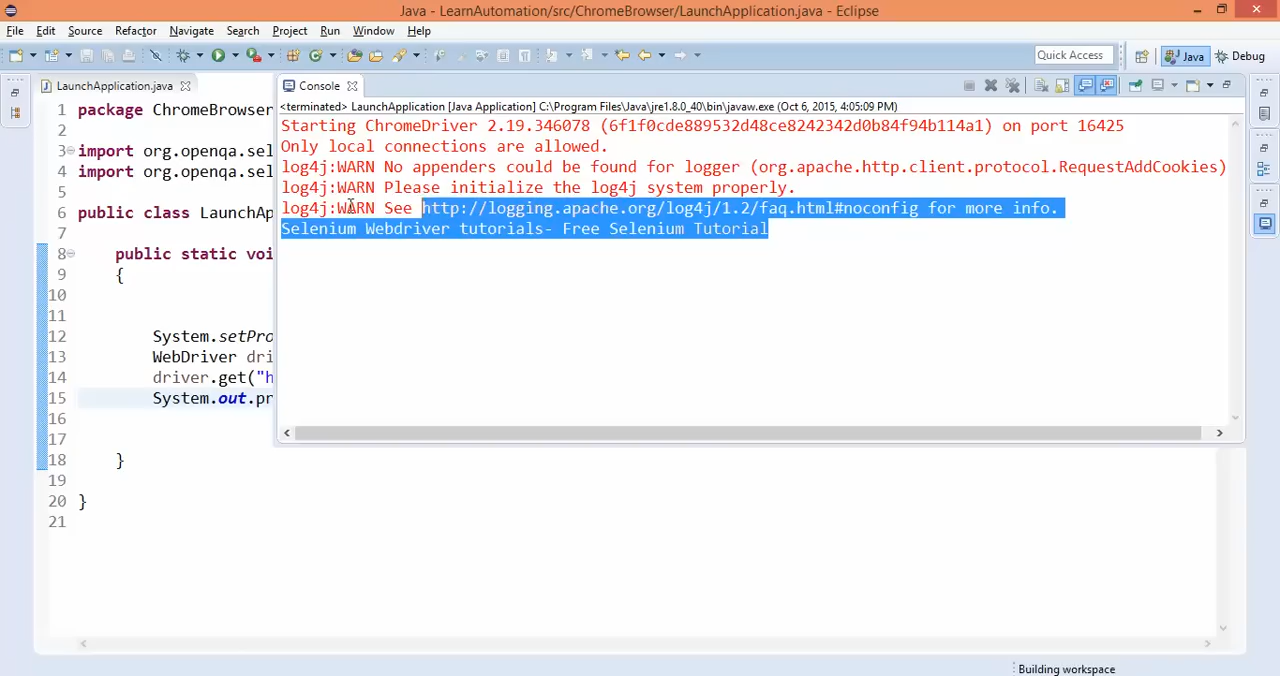 Java - LearnAutomation/src/ChromeBrowser/LaunchApplication.java - Eclipse
File Edit Source Refactor Navigate Search Project Run Window Help
Quick Access Java Debug
LaunchApplication.java
Console
<terminated> LaunchApplication [Java Application] C:\Program Files\Java\jre1.8.0_40\bin\javaw.exe (Oct 6, 2015, 4:05:09 PM)
Starting ChromeDriver 2.19.346078 (6f1f0cde889532d48ce8242342d0b84f94b114a1) on port 16425
Only local connections are allowed.
log4j:WARN No appenders could be found for logger (org.apache.http.client.protocol.RequestAddCookies)
log4j:WARN Please initialize the log4j system properly.
log4j:WARN See http://logging.apache.org/log4j/1.2/faq.html#noconfig for more info.
Selenium Webdriver tutorials- Free Selenium Tutorial
1 package ChromeBrowser
2
3 import org.openqa.sel
4 import org.openqa.sel
5
6 public class LaunchAp
7
8 public static voi
9 {
10
11
12 System.setPro
13 WebDriver dri
14 driver.get("h
15 System.out.pr
16
17
18 }
19
20 }
21
Building workspace